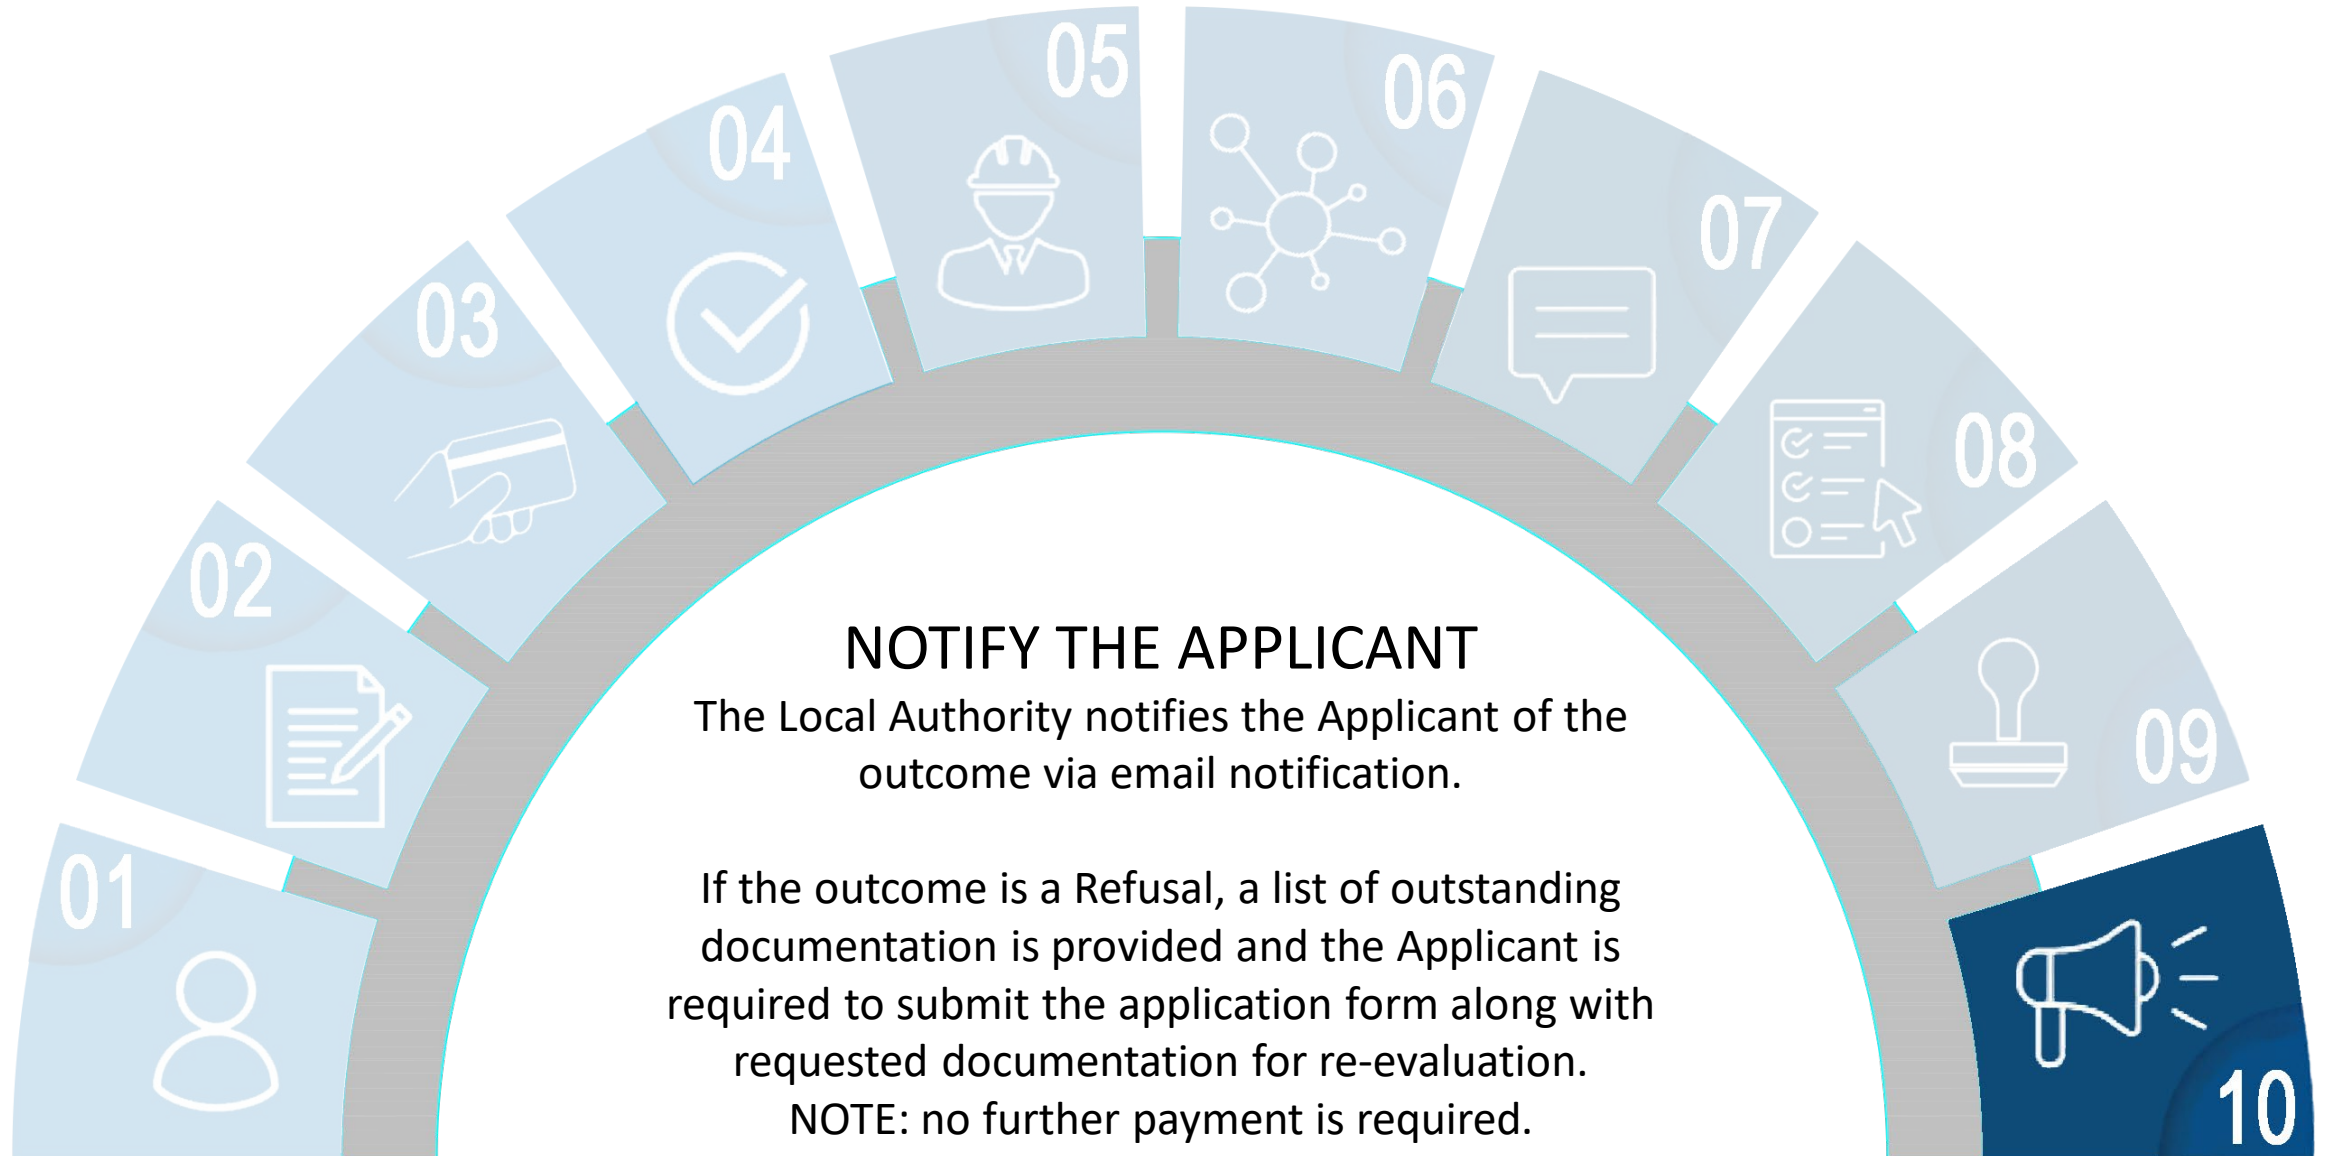 01
02
03
04
05
06
07
08
09
10
NOTIFY THE APPLICANT
The Local Authority notifies the Applicant of the
outcome via email notification.
If the outcome is a Refusal, a list of outstanding
documentation is provided and the Applicant is
required to submit the application form along with
requested documentation for re-evaluation.
NOTE: no further payment is required.